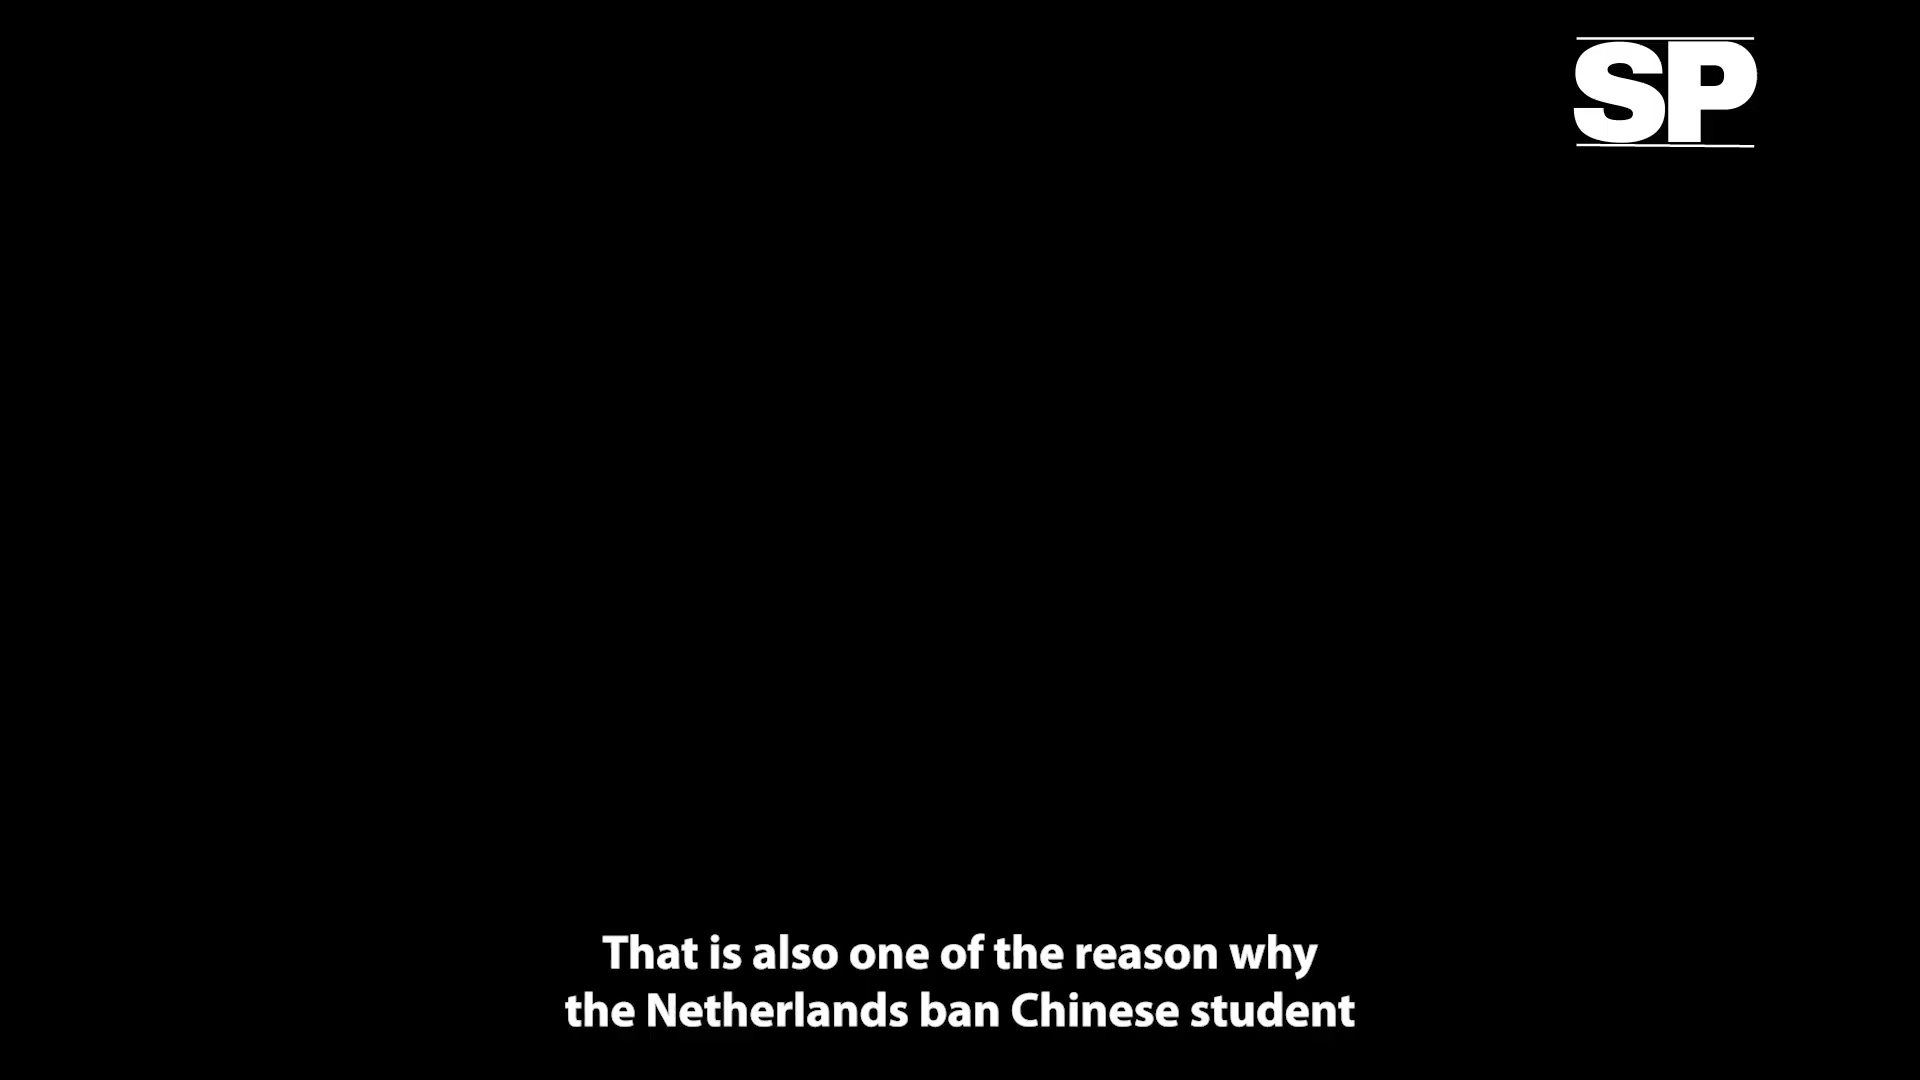 SP
That is also one of the reason why
the Netherlands ban Chinese student